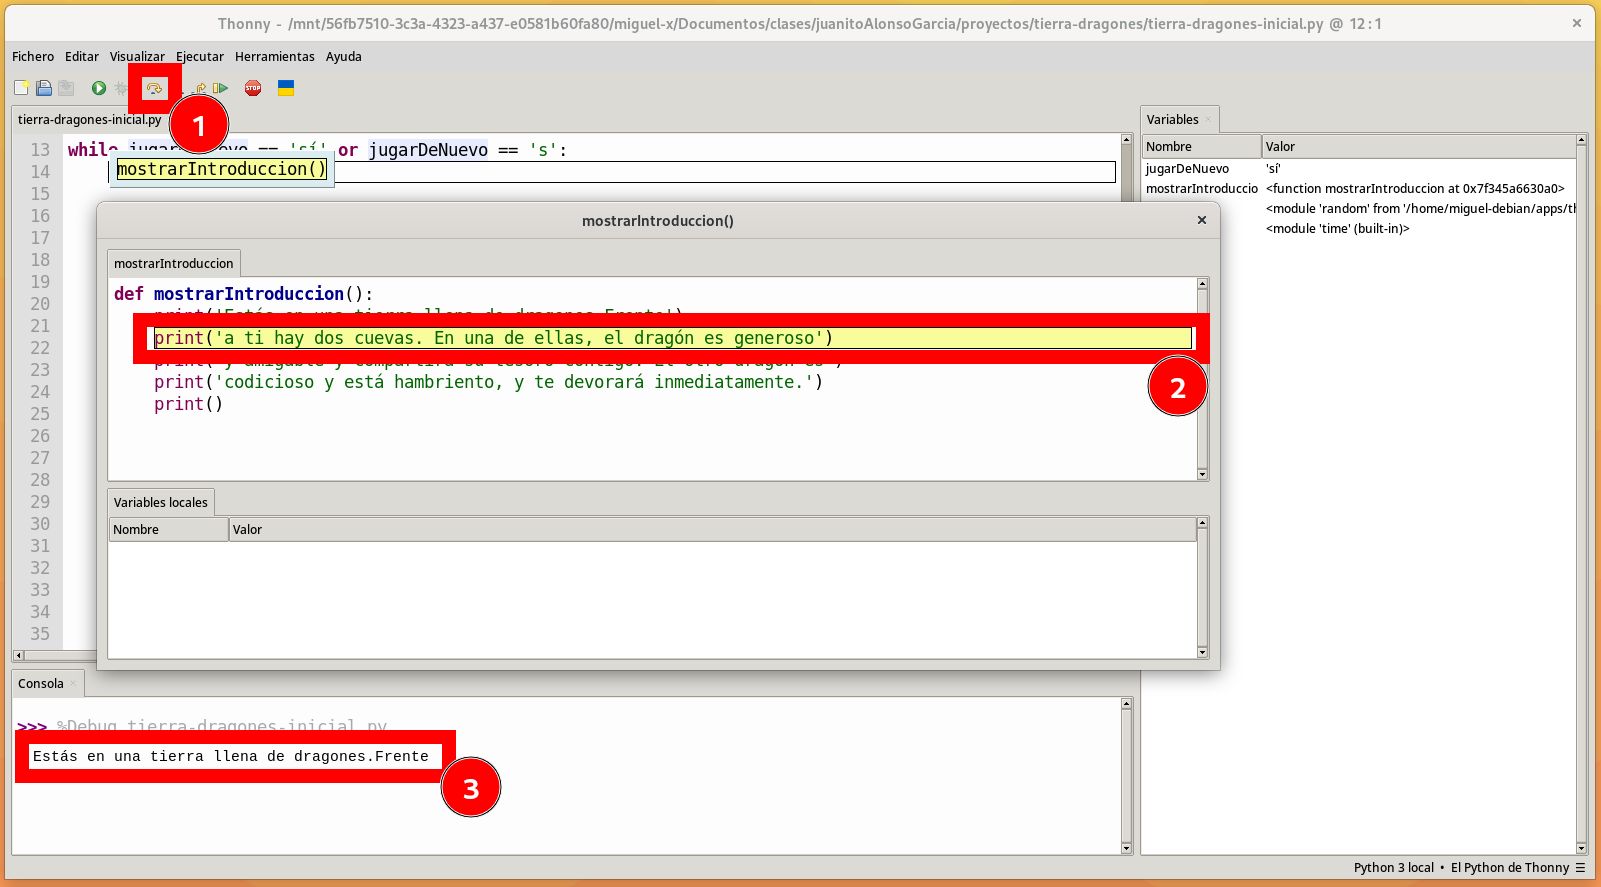 Thonny - /mnt/56fb7510-3c3a-4323-a437-e0581b60fa80/miguel-x/Documentos/clases/juanitoAlonsoGarcia/proyectos/tierra-dragones/tierra-dragones-inicial.py @ 12:1
Fichero Editar Visualizar Ejecutar Herramientas Ayuda
STOP
1
tierra-dragones-inicial.py
13 while jugarDeNuevo == 'sí' or jugarDeNuevo == 's':
14 mostrarIntroduccion()
15
16
17
18
19
20
21
22
23
24
25
26
27
28
29
30
31
32
33
34
35
mostrarIntroduccion()
mostrarIntroduccion
def mostrarIntroduccion():
print('Estás en una tierra llena de dragones.Frente')
print('a ti hay dos cuevas. En una de ellas, el dragón es generoso')
print('y amigable y compartirá su tesoro contigo. El otro dragón es')
print('codicioso y está hambriento, y te devorará inmediatamente.')
print()
2
Variables locales
Nombre Valor
Variables
Nombre Valor
jugarDeNuevo 'sí'
mostrarIntroduccio <function mostrarIntroduccion at 0x7f345a6630a0>
<module 'random' from '/home/miguel-debian/apps/th
<module 'time' (built-in)>
Consola
>>> %Debug tierra-dragones-inicial.py
Estás en una tierra llena de dragones.Frente
3
Python 3 local • El Python de Thonny ☰